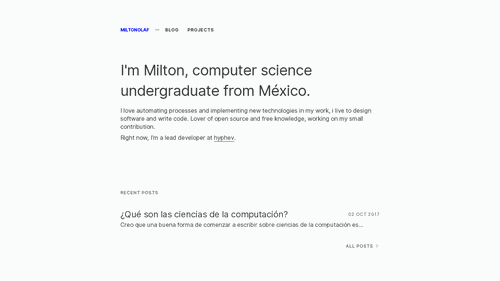 MILTONOLAF — BLOG PROJECTS
I'm Milton, computer science
undergraduate from México.
I love automating processes and implementing new technologies in my work, i live to design
software and write code. Lover of open source and free knowledge, working on my small
contribution.
Right now, I'm a lead developer at hyphev.
RECENT POSTS
¿Qué son las ciencias de la computación? 02 OCT 2017
Creo que una buena forma de comenzar a escribir sobre ciencias de la computación es...
ALL POSTS